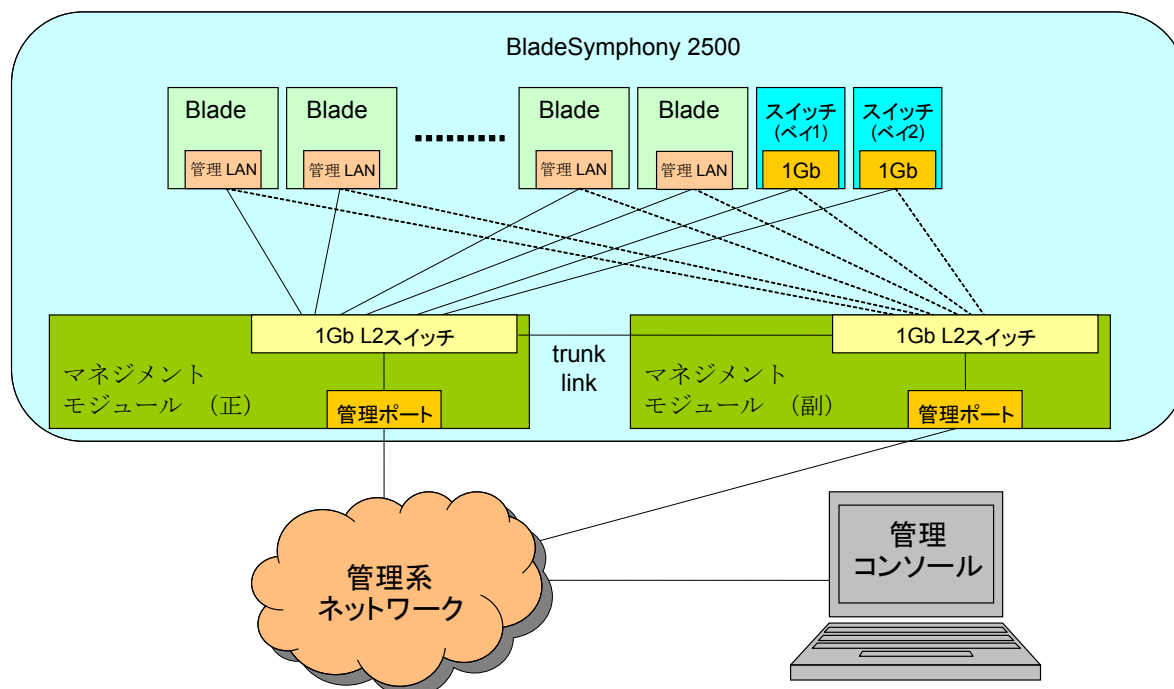 BladeSymphony 2500
Blade
Blade
Blade
Blade
スイッチ
(ベイ1)
スイッチ
(ベイ2)
管理 LAN
管理 LAN
管理 LAN
管理 LAN
1Gb
1Gb
1Gb L2スイッチ
trunk
link
1Gb L2スイッチ
マネジメント
モジュール （正）
管理ポート
マネジメント
モジュール （副）
管理ポート
管理系
ネットワーク
管理
コンソール